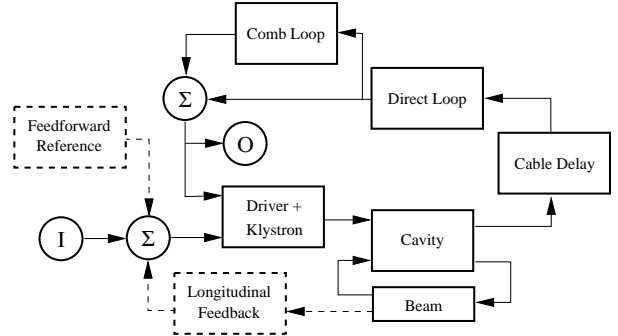 Comb Loop
Σ
Direct Loop
Feedforward
Reference
O
Cable Delay
Driver +
Klystron
I
Σ
Cavity
Longitudinal
Feedback
Beam